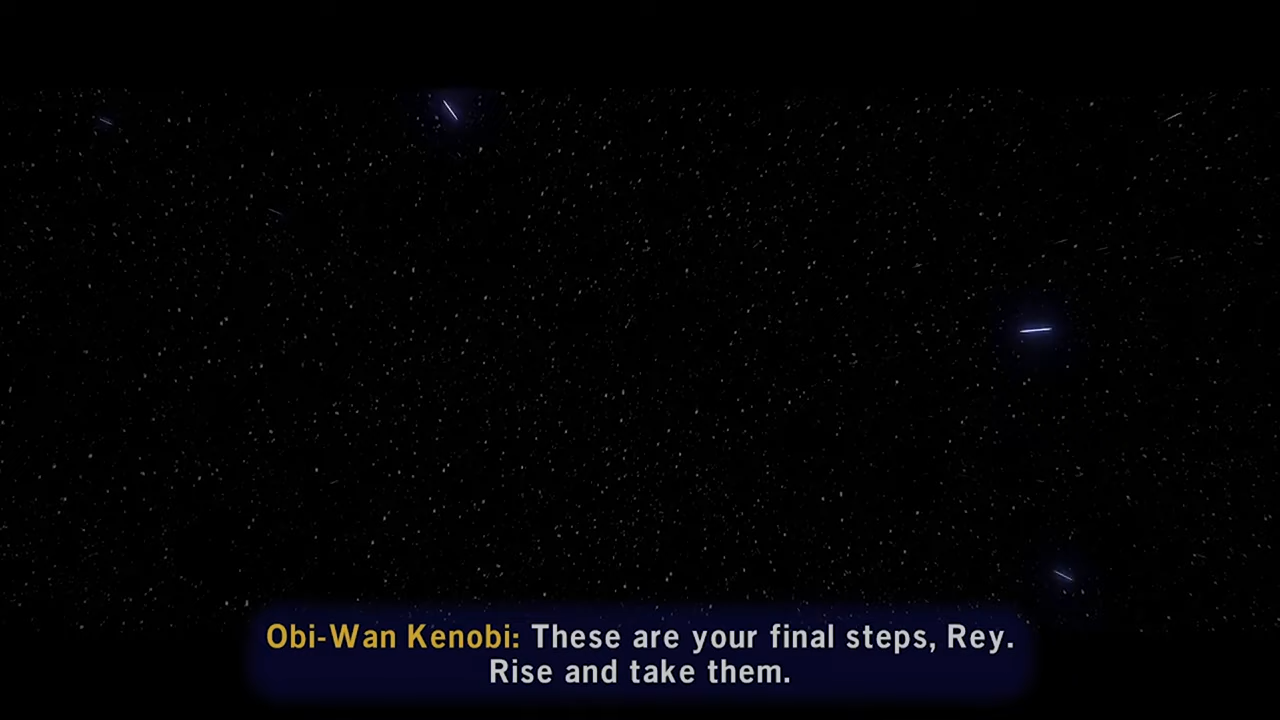 Obi-Wan Kenobi: These are your final steps, Rey.
Rise and take them.